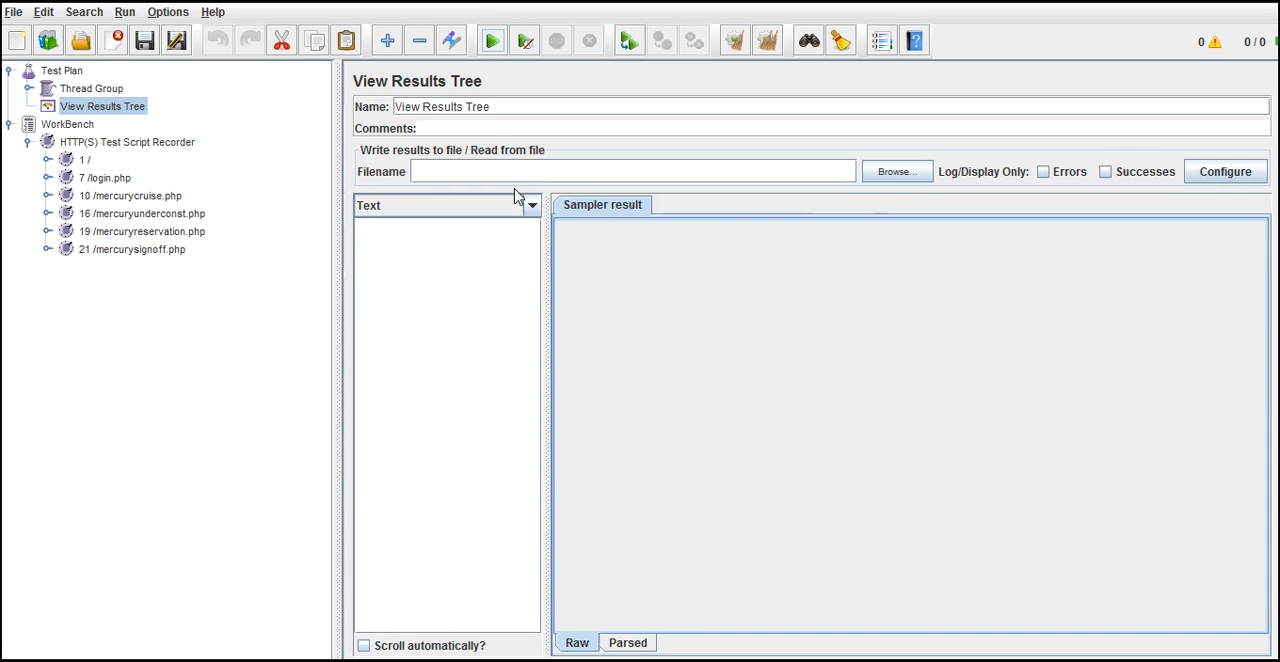 File Edit Search Run Options Help
0 0 / 0
Test Plan
Thread Group
View Results Tree
WorkBench
HTTP(S) Test Script Recorder
1 /
7 /login.php
10 /mercurycruise.php
16 /mercuryunderconst.php
19 /mercuryreservation.php
21 /mercurysignoff.php
View Results Tree
Name: View Results Tree
Comments:
Write results to file / Read from file
Filename Browse... Log/Display Only: Errors Successes Configure
Text
Sampler result
Scroll automatically?
Raw Parsed